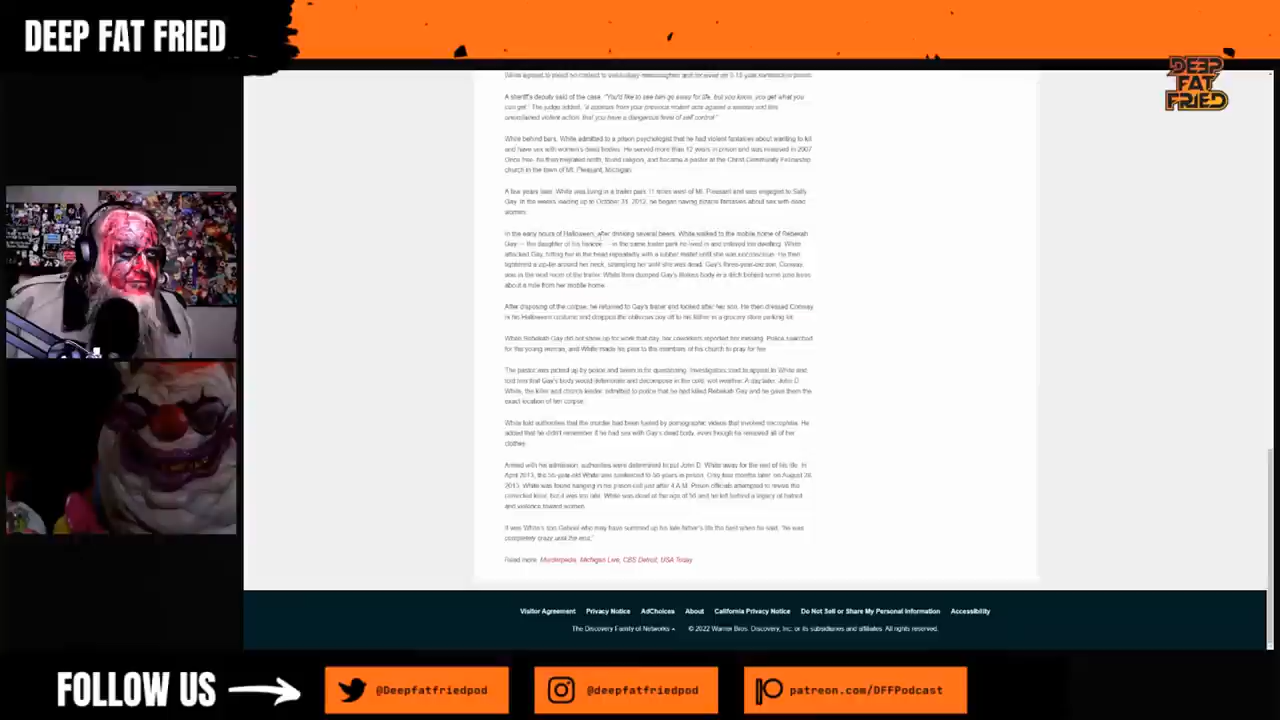 DEEP FAT FRIED
DEEP
FAT
FRIED
A sheriff's deputy said of the case, "You'd like to see him go away for life, but you know, you get what you
can get." The judge added, "it appears from your previous violent acts against a woman and this
unexplained violent action, that you have a dangerous level of self control."
While behind bars, White admitted to a prison psychologist that he had violent fantasies about wanting to kill
and have sex with women's dead bodies. He served more than 12 years in prison and was released in 2007.
Once free, he then migrated north, found religion, and became a pastor at the Christ Community Fellowship
church in the town of Mt. Pleasant, Michigan.
A few years later, White was living in a trailer park 11 miles west of Mt. Pleasant and was engaged to Sally
Gay. In the weeks leading up to October 31, 2012, he began having bizarre fantasies about sex with dead
women.
In the early hours of Halloween, after drinking several beers, White walked to the mobile home of Rebekah
Gay — the daughter of his fiancée — in the same trailer park he lived in and entered her dwelling. White
attacked Gay, hitting her in the head repeatedly with a rubber mallet until she was unconscious. He then
tightened a zip-tie around her neck, strangling her until she was dead. Gay's three-year-old son, Conway,
was in the next room of the trailer. White then dumped Gay's lifeless body in a ditch behind some pine trees
about a mile from her mobile home.
After disposing of the corpse, he returned to Gay's trailer and looked after her son. He then dressed Conway
in his Halloween costume and dropped the oblivious boy off to his father in a grocery store parking lot.
When Rebekah Gay did not show up for work that day, her coworkers reported her missing. Police searched
for the young woman, and White made his plea to the members of his church to pray for her.
The pastor was picked up by police and taken in for questioning. Investigators tried to appeal to White and
told him that Gay's body would deteriorate and decompose in the cold, wet weather. A day later, John D.
White, the killer and church leader, admitted to police that he had killed Rebekah Gay and he gave them the
exact location of her corpse.
White told authorities that the murder had been fueled by pornographic videos that involved necrophilia. He
added that he didn't remember if he had sex with Gay's dead body, even though he removed all of her
clothes.
Armed with his admission, authorities were determined to put John D. White away for the rest of his life. In
April 2013, the 55-year-old White was sentenced to 56 years in prison. Only four months later, on August 28,
2013, White was found hanging in his prison cell just after 4 A.M. Prison officials attempted to revive the
convicted killer, but it was too late. White was dead at the age of 56 and he left behind a legacy of hatred
and violence toward women.
It was White's son Gabriel who may have summed up his late father's life the best when he said, "he was
completely crazy until the end."
Read more: Murderpedia, Michigan Live, CBS Detroit, USA Today
Visitor Agreement Privacy Notice AdChoices About California Privacy Notice Do Not Sell or Share My Personal Information Accessibility
The Discovery Family of Networks © 2022 Warner Bros. Discovery, Inc. or its subsidiaries and affiliates. All rights reserved.
FOLLOW US
@Deepfatfriedpod
@deepfatfriedpod
patreon.com/DFFPodcast